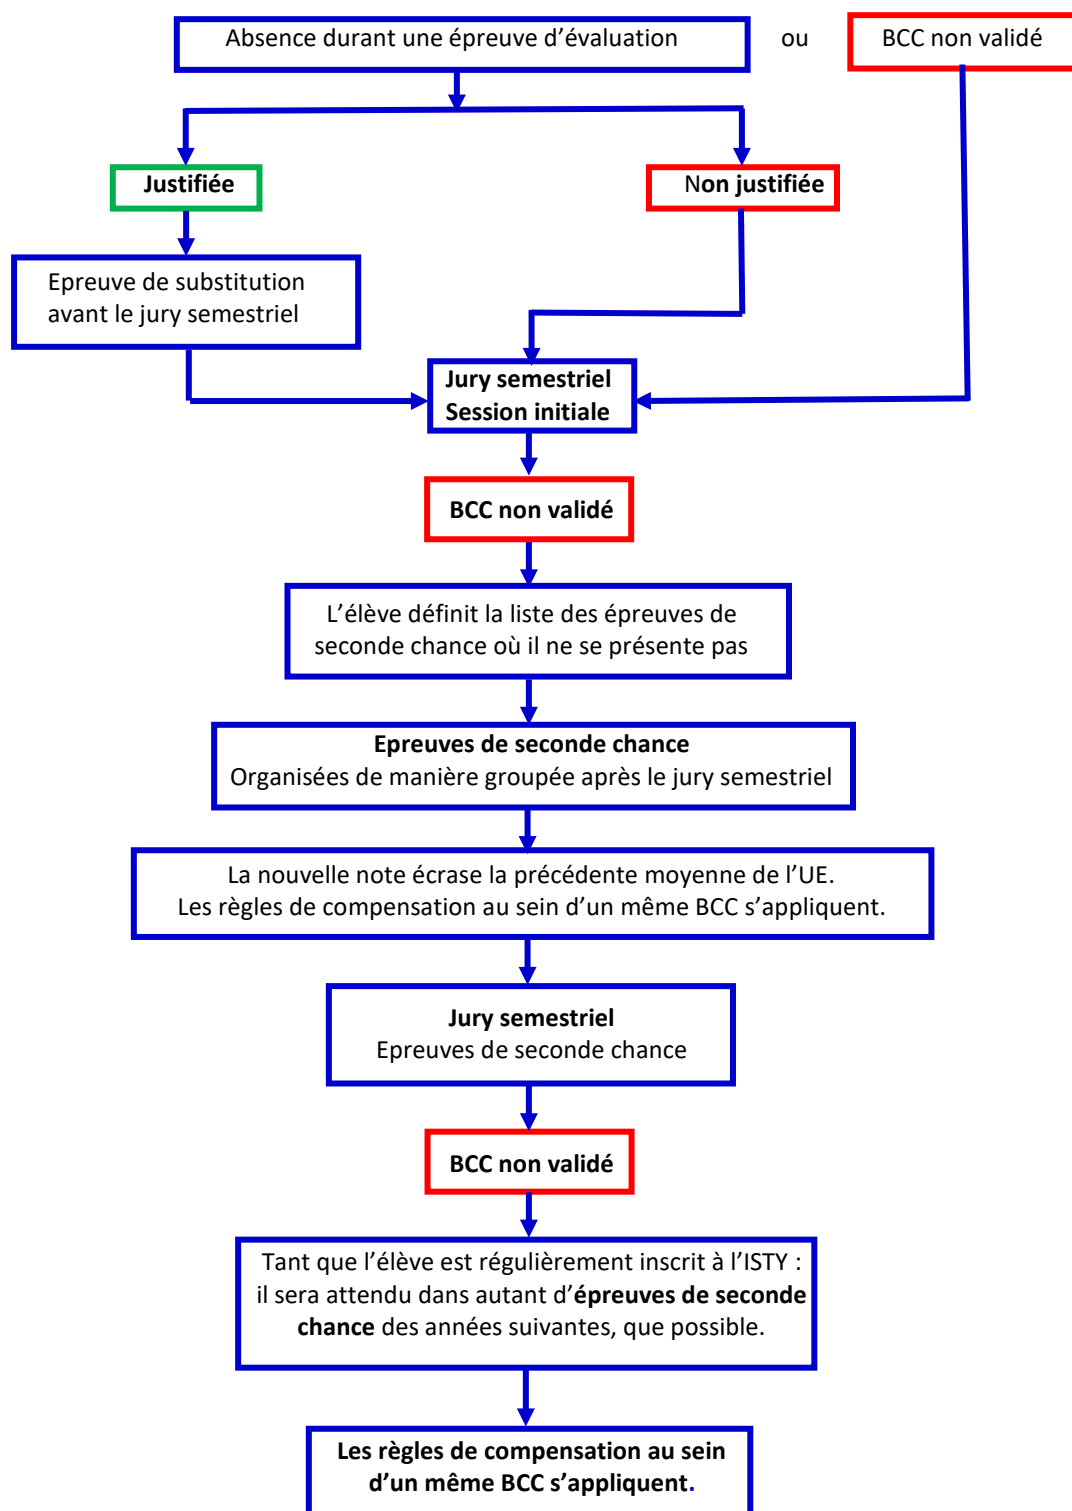 Absence durant une épreuve d’évaluation
ou
BCC non validé
Justifiée
Non justifiée
Epreuve de substitution
avant le jury semestriel
Jury semestriel
Session initiale
BCC non validé
L’élève définit la liste des épreuves de
seconde chance où il ne se présente pas
Epreuves de seconde chance
Organisées de manière groupée après le jury semestriel
La nouvelle note écrase la précédente moyenne de l’UE.
Les règles de compensation au sein d’un même BCC s’appliquent.
Jury semestriel
Epreuves de seconde chance
BCC non validé
Tant que l’élève est régulièrement inscrit à l’ISTY :
il sera attendu dans autant d’épreuves de seconde
chance des années suivantes, que possible.
Les règles de compensation au sein
d’un même BCC s’appliquent.